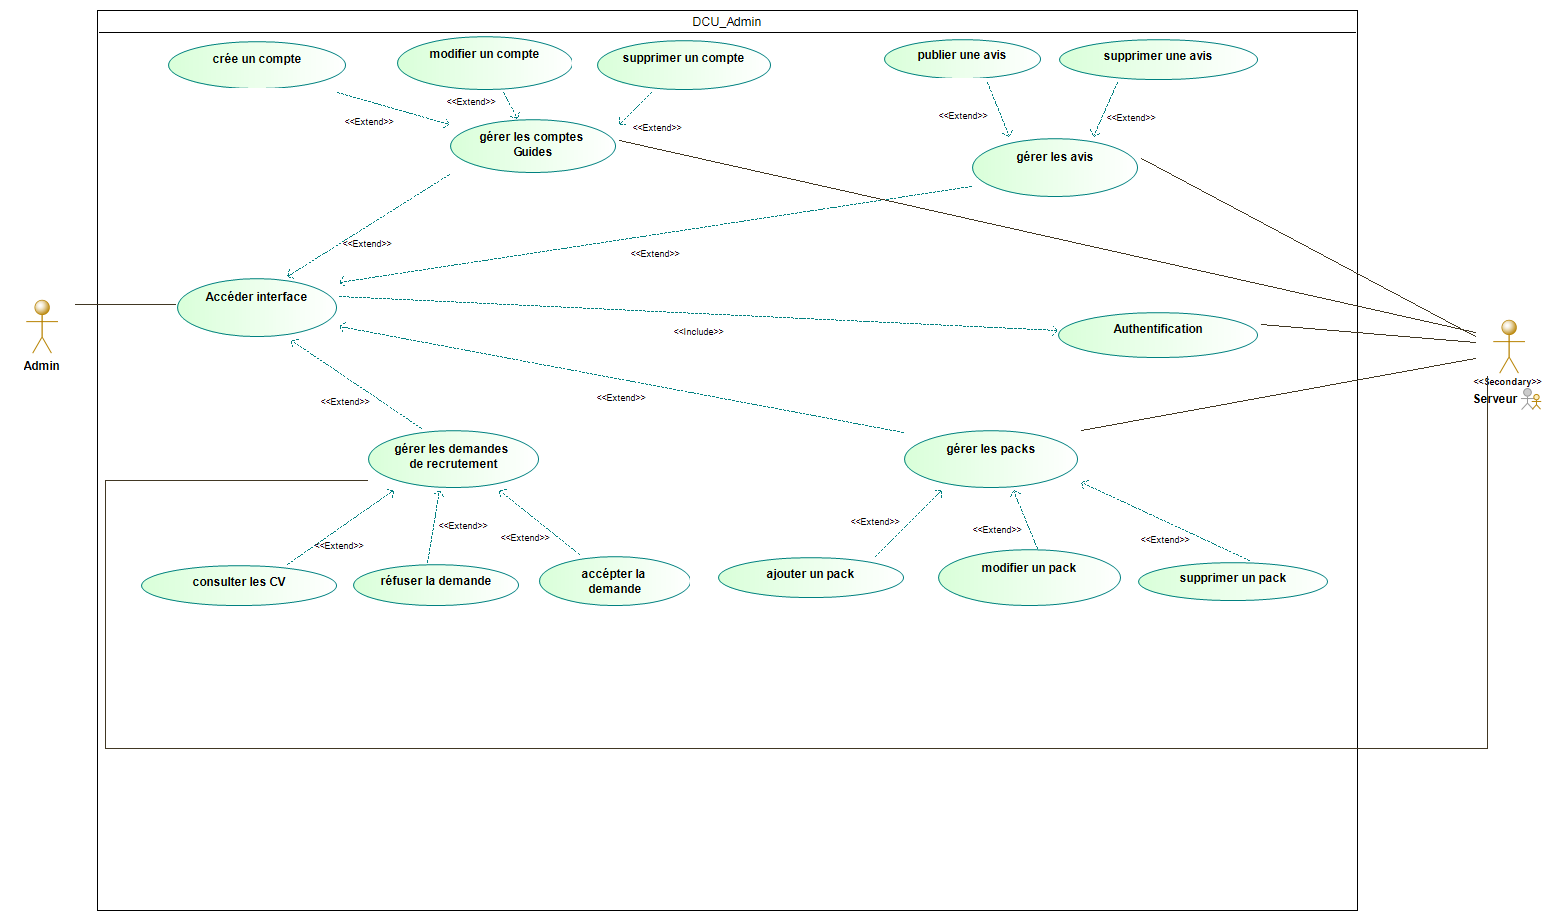 DCU_Admin
crée un compte
modifier un compte
supprimer un compte
publier une avis
supprimer une avis
<<Extend>>
<<Extend>>
<<Extend>>
<<Extend>>
<<Extend>>
gérer les comptes
Guides
gérer les avis
<<Extend>>
<<Extend>>
Accéder interface
<<Include>>
Authentification
Admin
<<Secondary>>
Serveur
<<Extend>>
<<Extend>>
gérer les demandes
de recrutement
gérer les packs
<<Extend>>
<<Extend>>
<<Extend>>
<<Extend>>
<<Extend>>
<<Extend>>
consulter les CV
réfuser la demande
accépter la
demande
ajouter un pack
modifier un pack
supprimer un pack